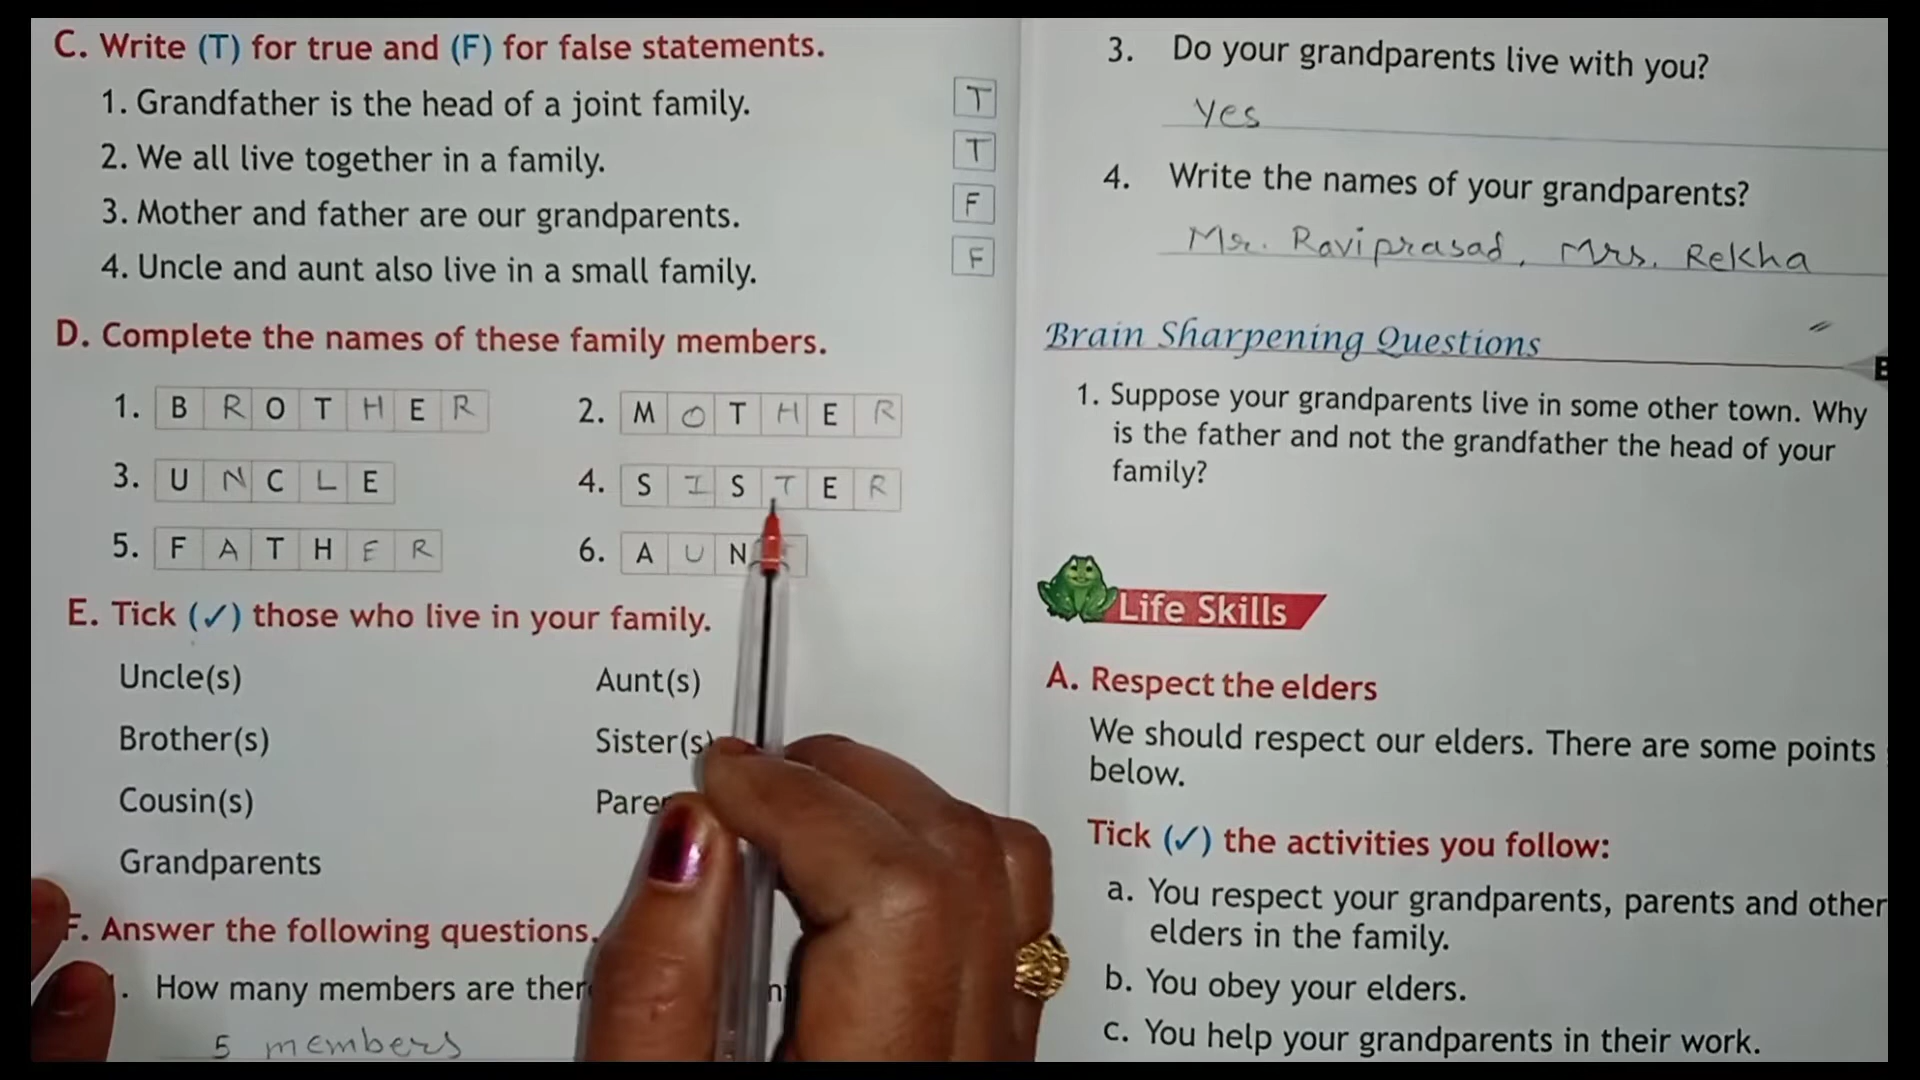 C. Write (T) for true and (F) for false statements.
1. Grandfather is the head of a joint family. T
2. We all live together in a family. T
3. Mother and father are our grandparents. F
4. Uncle and aunt also live in a small family. F
D. Complete the names of these family members.
1. BROTHER 2. MOTHER
3. UNCLE 4. SISTER
5. FATHER 6. AUN
E. Tick (✓) those who live in your family.
Uncle(s) Aunt(s)
Brother(s) Sister(s)
Cousin(s)
Grandparents
F. Answer the following questions.
How many members are
5 members
3. Do your grandparents live with you?
Yes
4. Write the names of your grandparents?
Mr. Raviprasad, Mrs. Rekha
Brain Sharpening Questions
1. Suppose your grandparents live in some other town. Why
is the father and not the grandfather the head of your
family?
Life Skills
A. Respect the elders
We should respect our elders. There are some points
below.
Tick (✓) the activities you follow:
a. You respect your grandparents, parents and other
elders in the family.
b. You obey your elders.
c. You help your grandparents in their work.